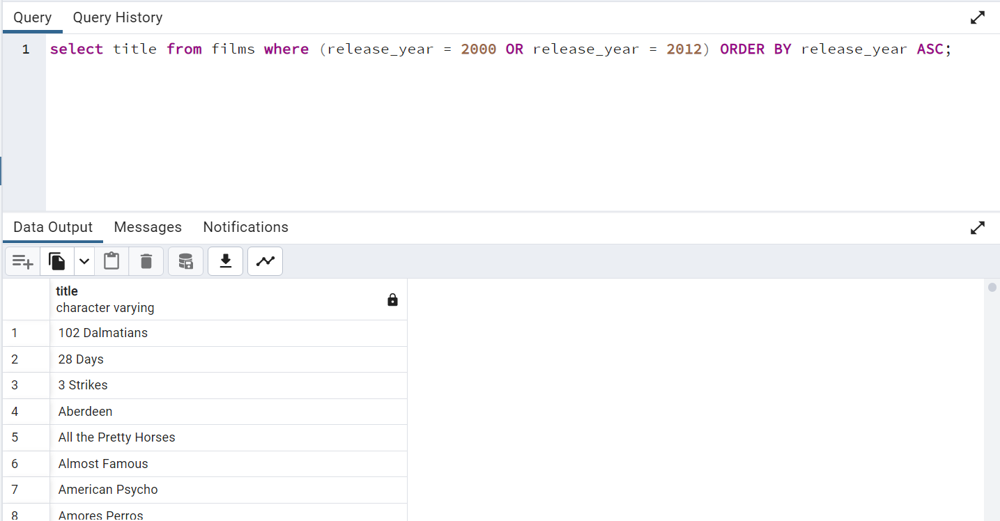 Query Query History
1 select title from films where (release_year = 2000 OR release_year = 2012) ORDER BY release_year ASC;
Data Output Messages Notifications
title
character varying
1 102 Dalmatians
2 28 Days
3 3 Strikes
4 Aberdeen
5 All the Pretty Horses
6 Almost Famous
7 American Psycho
8 Amores Perros